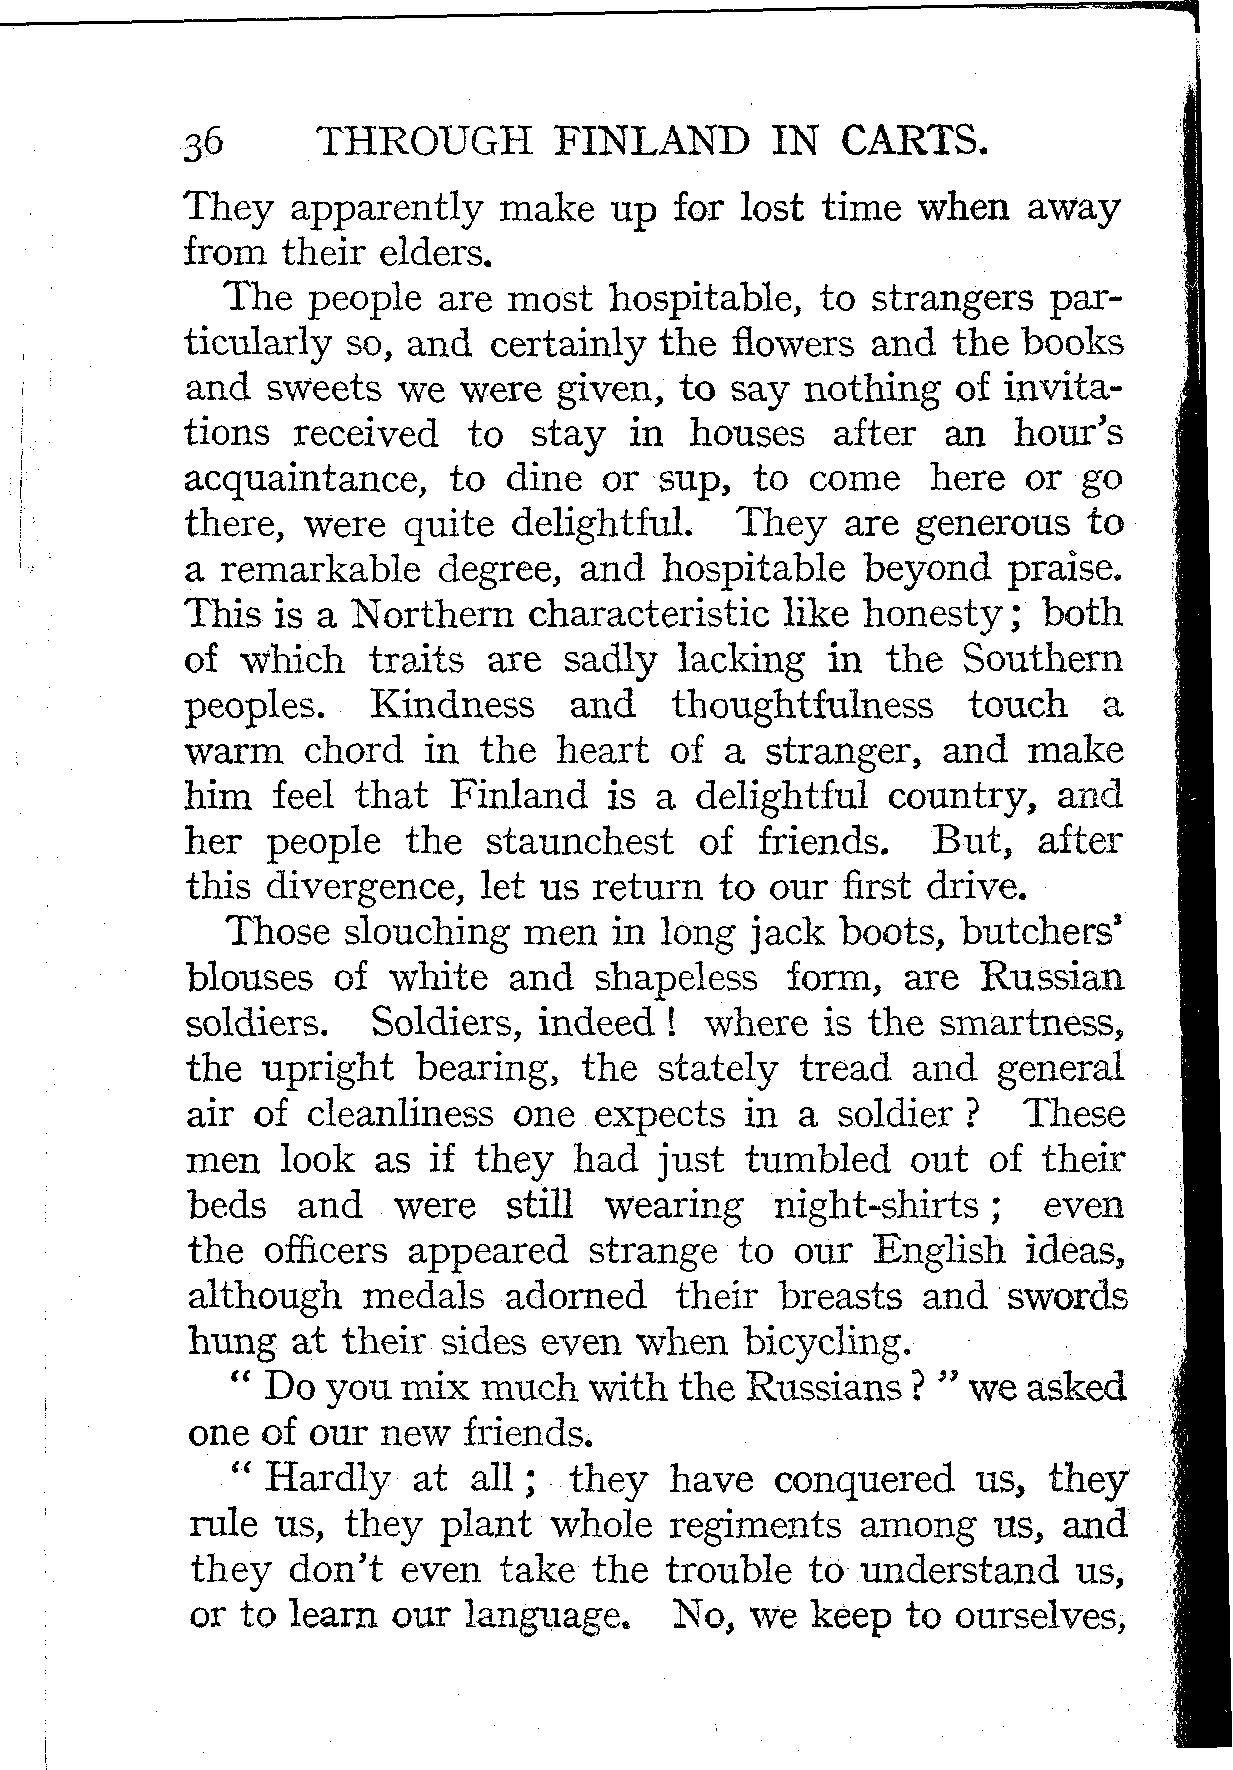 36 THROUGH FINLAND IN CARTS.
They apparently make up for lost time when away
from their elders.
The people are most hospitable, to strangers par-
ticularly so, and certainly the flowers and the books
and sweets we were given, to say nothing of invita-
tions received to stay in houses after an hour's
acquaintance, to dine or sup, to come here or go
there, were quite delightful. They are generous to
a remarkable degree, and hospitable beyond praise.
This is a Northern characteristic like honesty; both
of which traits are sadly lacking in the Southern
peoples. Kindness and thoughtfulness touch a
warm chord in the heart of a stranger, and make
him feel that Finland is a delightful country, and
her people the staunchest of friends. But, after
this divergence, let us return to our first drive.
Those slouching men in long jack boots, butchers'
blouses of white and shapeless form, are Russian
soldiers. Soldiers, indeed! where is the smartness,
the upright bearing, the stately tread and general
air of cleanliness one expects in a soldier? These
men look as if they had just tumbled out of their
beds and were still wearing night-shirts; even
the officers appeared strange to our English ideas,
although medals adorned their breasts and swords
hung at their sides even when bicycling.
"Do you mix much with the Russians?" we asked
one of our new friends.
"Hardly at all; they have conquered us, they
rule us, they plant whole regiments among us, and
they don't even take the trouble to understand us,
or to learn our language. No, we keep to ourselves,